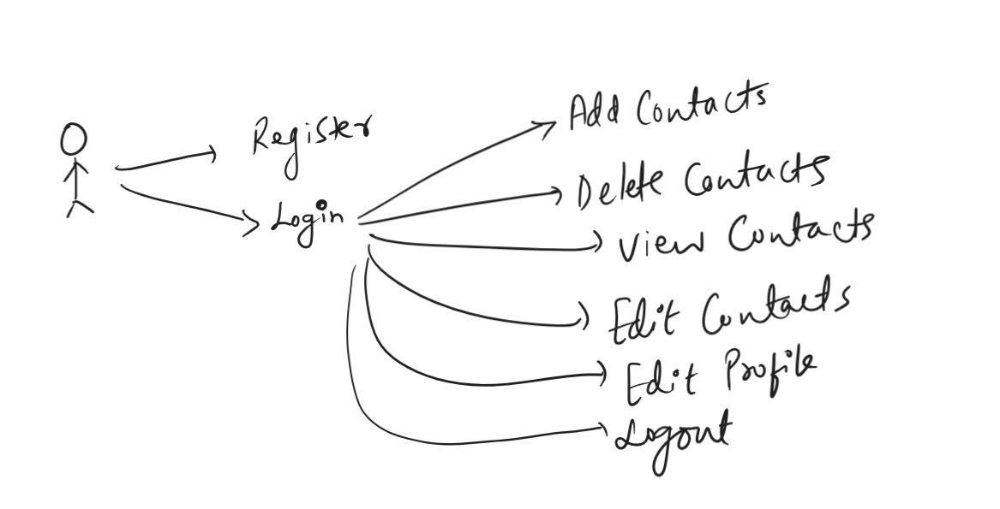 Register
Login
Add Contacts
Delete Contacts
View Contacts
Edit Contacts
Edit Profile
Logout